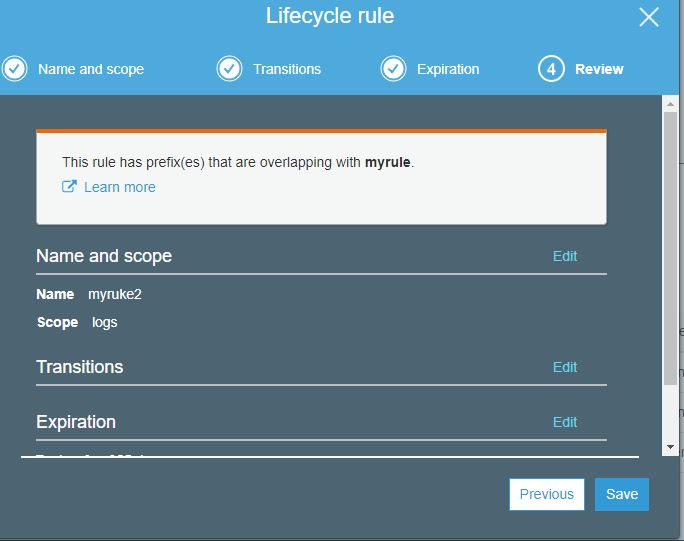 Lifecycle rule
Name and scope
Transitions
Expiration
4 Review
This rule has prefix(es) that are overlapping with myrule.
Learn more
Name and scope Edit
Name myruke2
Scope logs
Transitions Edit
Expiration Edit
Previous Save